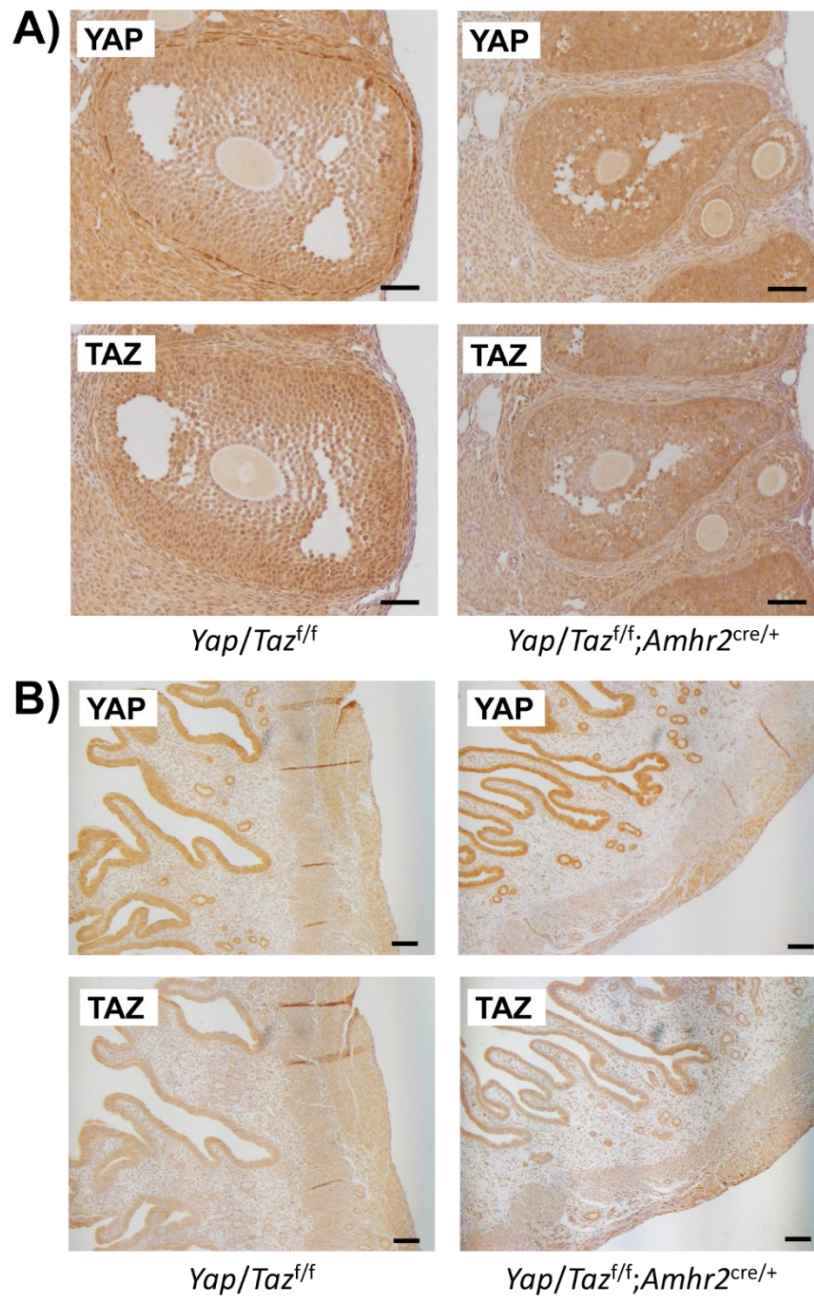 A)
YAP YAP
TAZ TAZ
Yap/Taz^f/f Yap/Taz^f/f;Amhr2^cre/+
B)
YAP YAP
TAZ TAZ
Yap/Taz^f/f Yap/Taz^f/f;Amhr2^cre/+